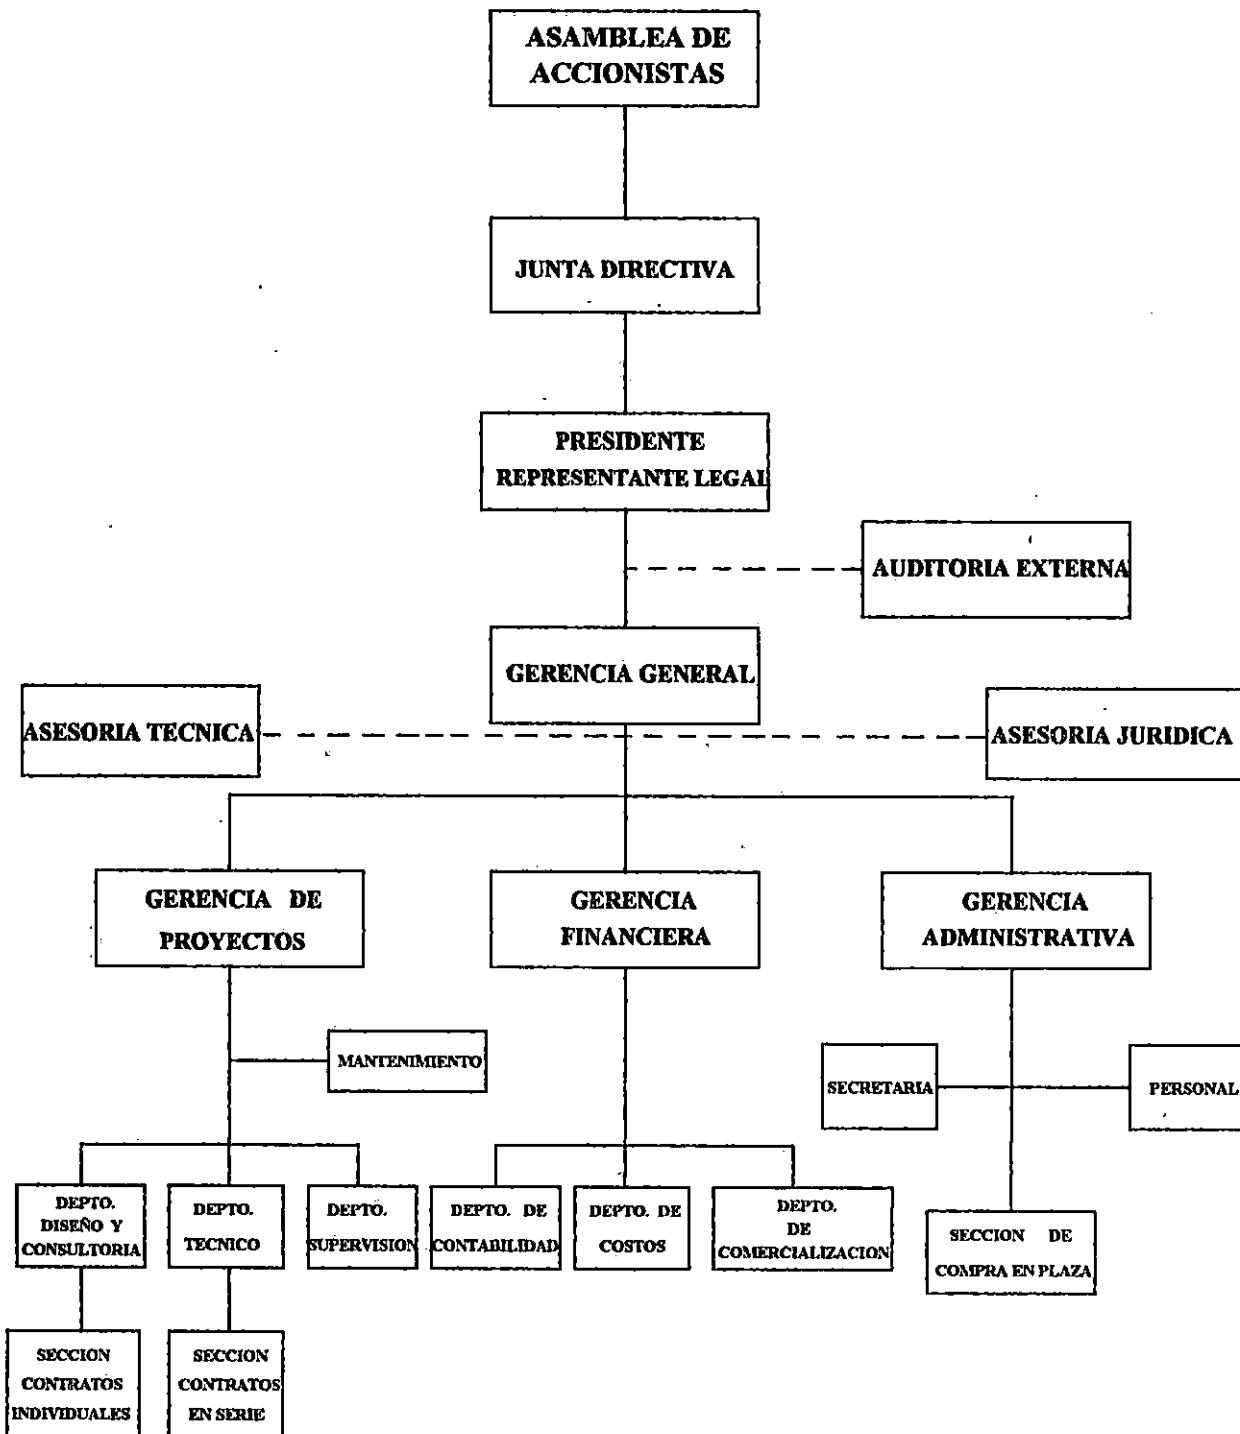 ASAMBLEA DE
ACCIONISTAS
JUNTA DIRECTIVA
PRESIDENTE
REPRESENTANTE LEGAL
AUDITORIA EXTERNA
GERENCIA GENERAL
ASESORIA TECNICA
ASESORIA JURIDICA
GERENCIA DE
PROYECTOS
GERENCIA
FINANCIERA
GERENCIA
ADMINISTRATIVA
MANTENIMIENTO
SECRETARIA
PERSONAL
DEPTO.
DISEÑO Y
CONSULTORIA
DEPTO.
TECNICO
DEPTO.
SUPERVISION
DEPTO. DE
CONTABILIDAD
DEPTO. DE
COSTOS
DEPTO.
DE
COMERCIALIZACION
SECCION DE
COMPRA EN PLAZA
SECCION
CONTRATOS
INDIVIDUALES
SECCION
CONTRATOS
EN SERIE